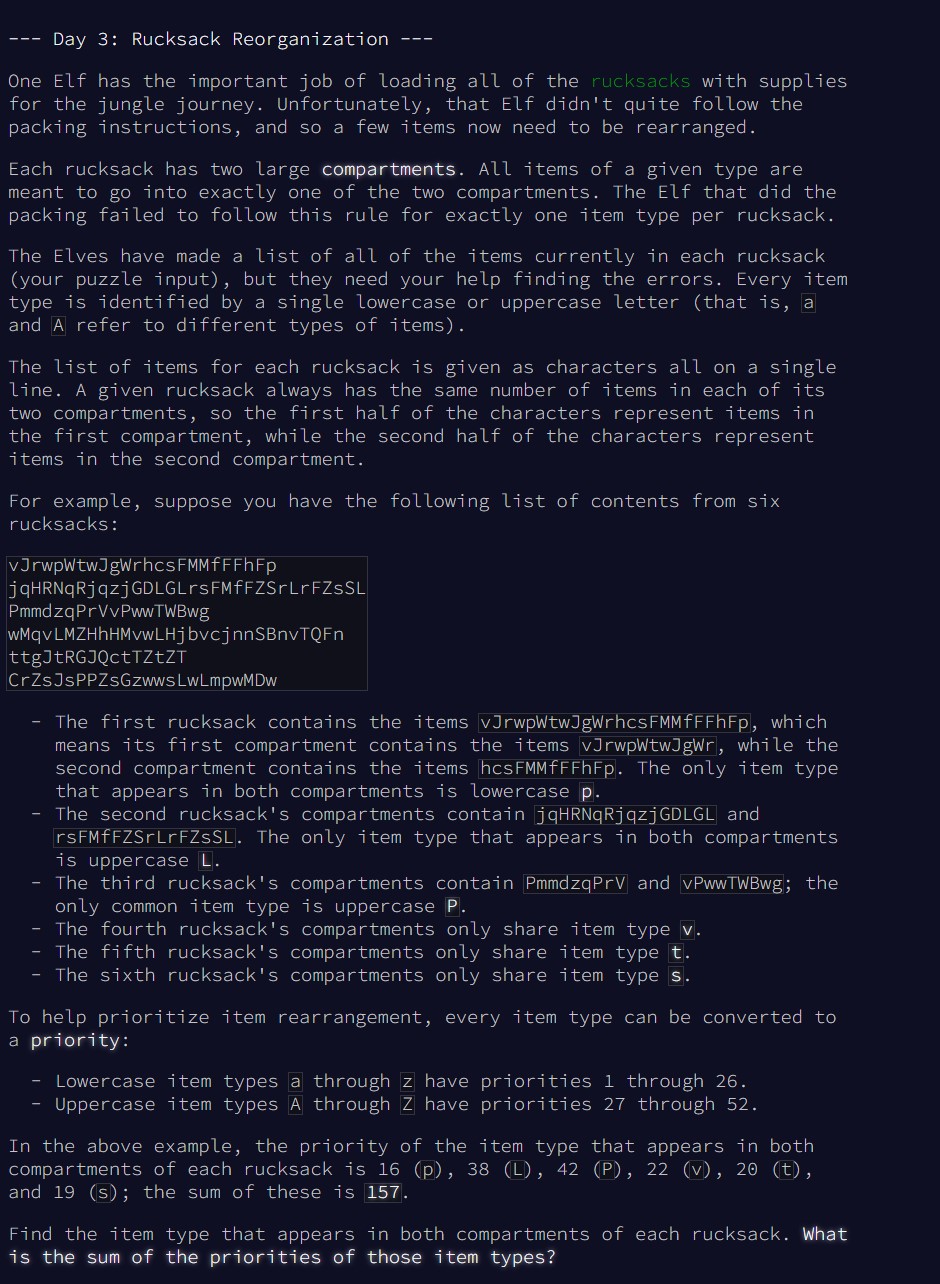 --- Day 3: Rucksack Reorganization ---
One Elf has the important job of loading all of the rucksacks with supplies
for the jungle journey. Unfortunately, that Elf didn't quite follow the
packing instructions, and so a few items now need to be rearranged.
Each rucksack has two large compartments. All items of a given type are
meant to go into exactly one of the two compartments. The Elf that did the
packing failed to follow this rule for exactly one item type per rucksack.
The Elves have made a list of all of the items currently in each rucksack
(your puzzle input), but they need your help finding the errors. Every item
type is identified by a single lowercase or uppercase letter (that is, a
and A refer to different types of items).
The list of items for each rucksack is given as characters all on a single
line. A given rucksack always has the same number of items in each of its
two compartments, so the first half of the characters represent items in
the first compartment, while the second half of the characters represent
items in the second compartment.
For example, suppose you have the following list of contents from six
rucksacks:
vJrwpWtwJgWrhcsFMMfFFhFp
jqHRNqRjqzjGDLGLrsFMfFZSrLrFZsSL
PmmdzqPrVvPwwTWBwg
wMqvLMZHhHMvwLHjbvcjnnSBnvTQFn
ttgJtRGJQctTZtZT
CrZsJsPPZsGzwwsLwLmpwMDw
- The first rucksack contains the items vJrwpWtwJgWrhcsFMMfFFhFp, which
means its first compartment contains the items vJrwpWtwJgWr, while the
second compartment contains the items hcsFMMfFFhFp. The only item type
that appears in both compartments is lowercase p.
- The second rucksack's compartments contain jqHRNqRjqzjGDLGL and
rsFMfFZSrLrFZsSL. The only item type that appears in both compartments
is uppercase L.
- The third rucksack's compartments contain PmmdzqPrV and vPwwTWBwg; the
only common item type is uppercase P.
- The fourth rucksack's compartments only share item type v.
- The fifth rucksack's compartments only share item type t.
- The sixth rucksack's compartments only share item type s.
To help prioritize item rearrangement, every item type can be converted to
a priority:
- Lowercase item types a through z have priorities 1 through 26.
- Uppercase item types A through Z have priorities 27 through 52.
In the above example, the priority of the item type that appears in both
compartments of each rucksack is 16 (p), 38 (L), 42 (P), 22 (v), 20 (t),
and 19 (s); the sum of these is 157.
Find the item type that appears in both compartments of each rucksack. What
is the sum of the priorities of those item types?